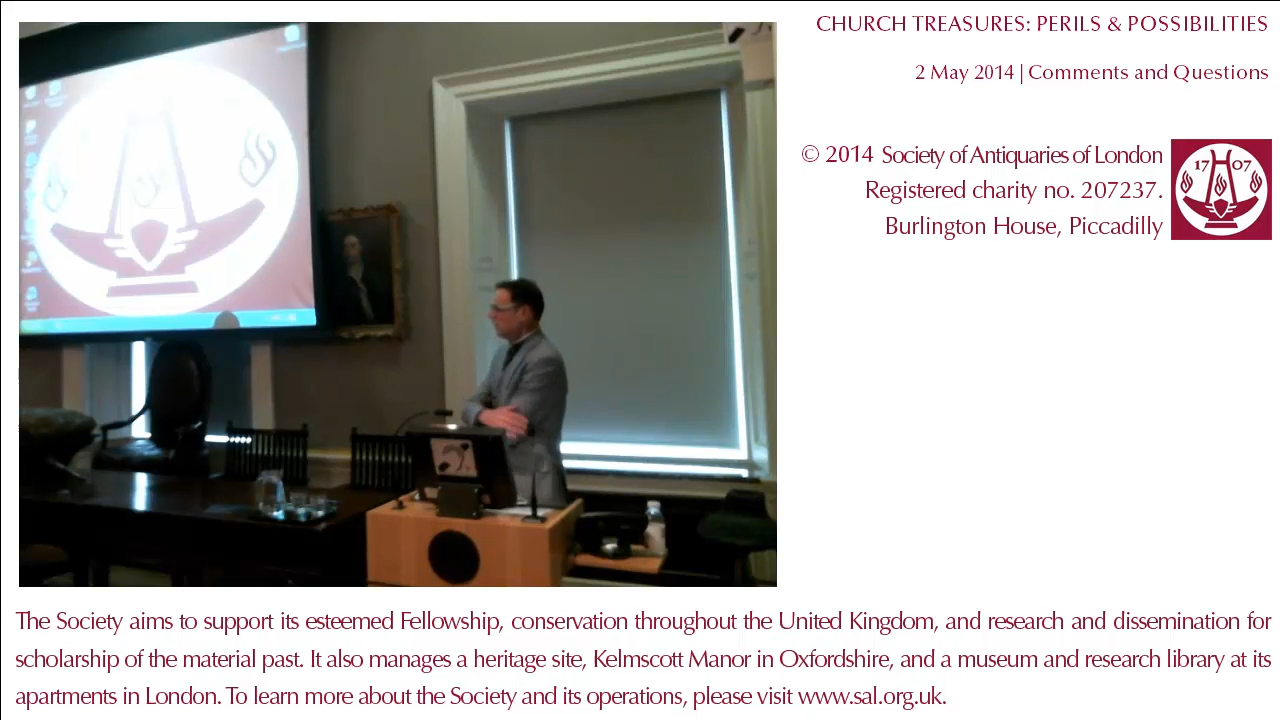 CHURCH TREASURES: PERILS & POSSIBILITIES
2 May 2014 | Comments and Questions
© 2014 Society of Antiquaries of London
Registered charity no. 207237.
Burlington House, Piccadilly
17 07
The Society aims to support its esteemed Fellowship, conservation throughout the United Kingdom, and research and dissemination for
scholarship of the material past. It also manages a heritage site, Kelmscott Manor in Oxfordshire, and a museum and research library at its
apartments in London. To learn more about the Society and its operations, please visit www.sal.org.uk.